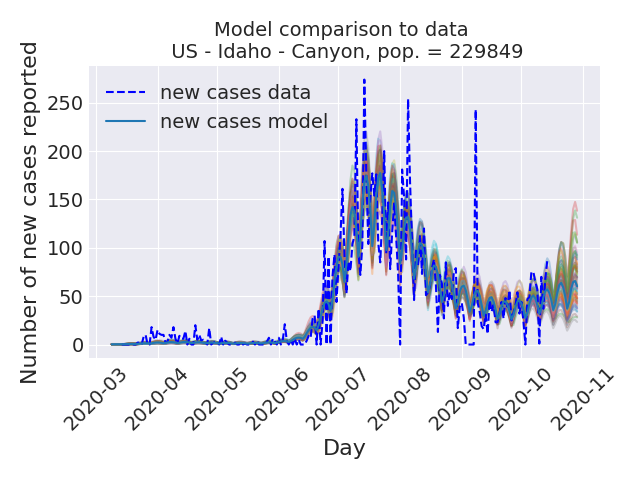 Model comparison to data
US - Idaho - Canyon, pop. = 229849
Number of new cases reported
new cases data
new cases model
250
200
150
100
50
0
2020-03
2020-04
2020-05
2020-06
2020-07
2020-08
2020-09
2020-10
2020-11
Day